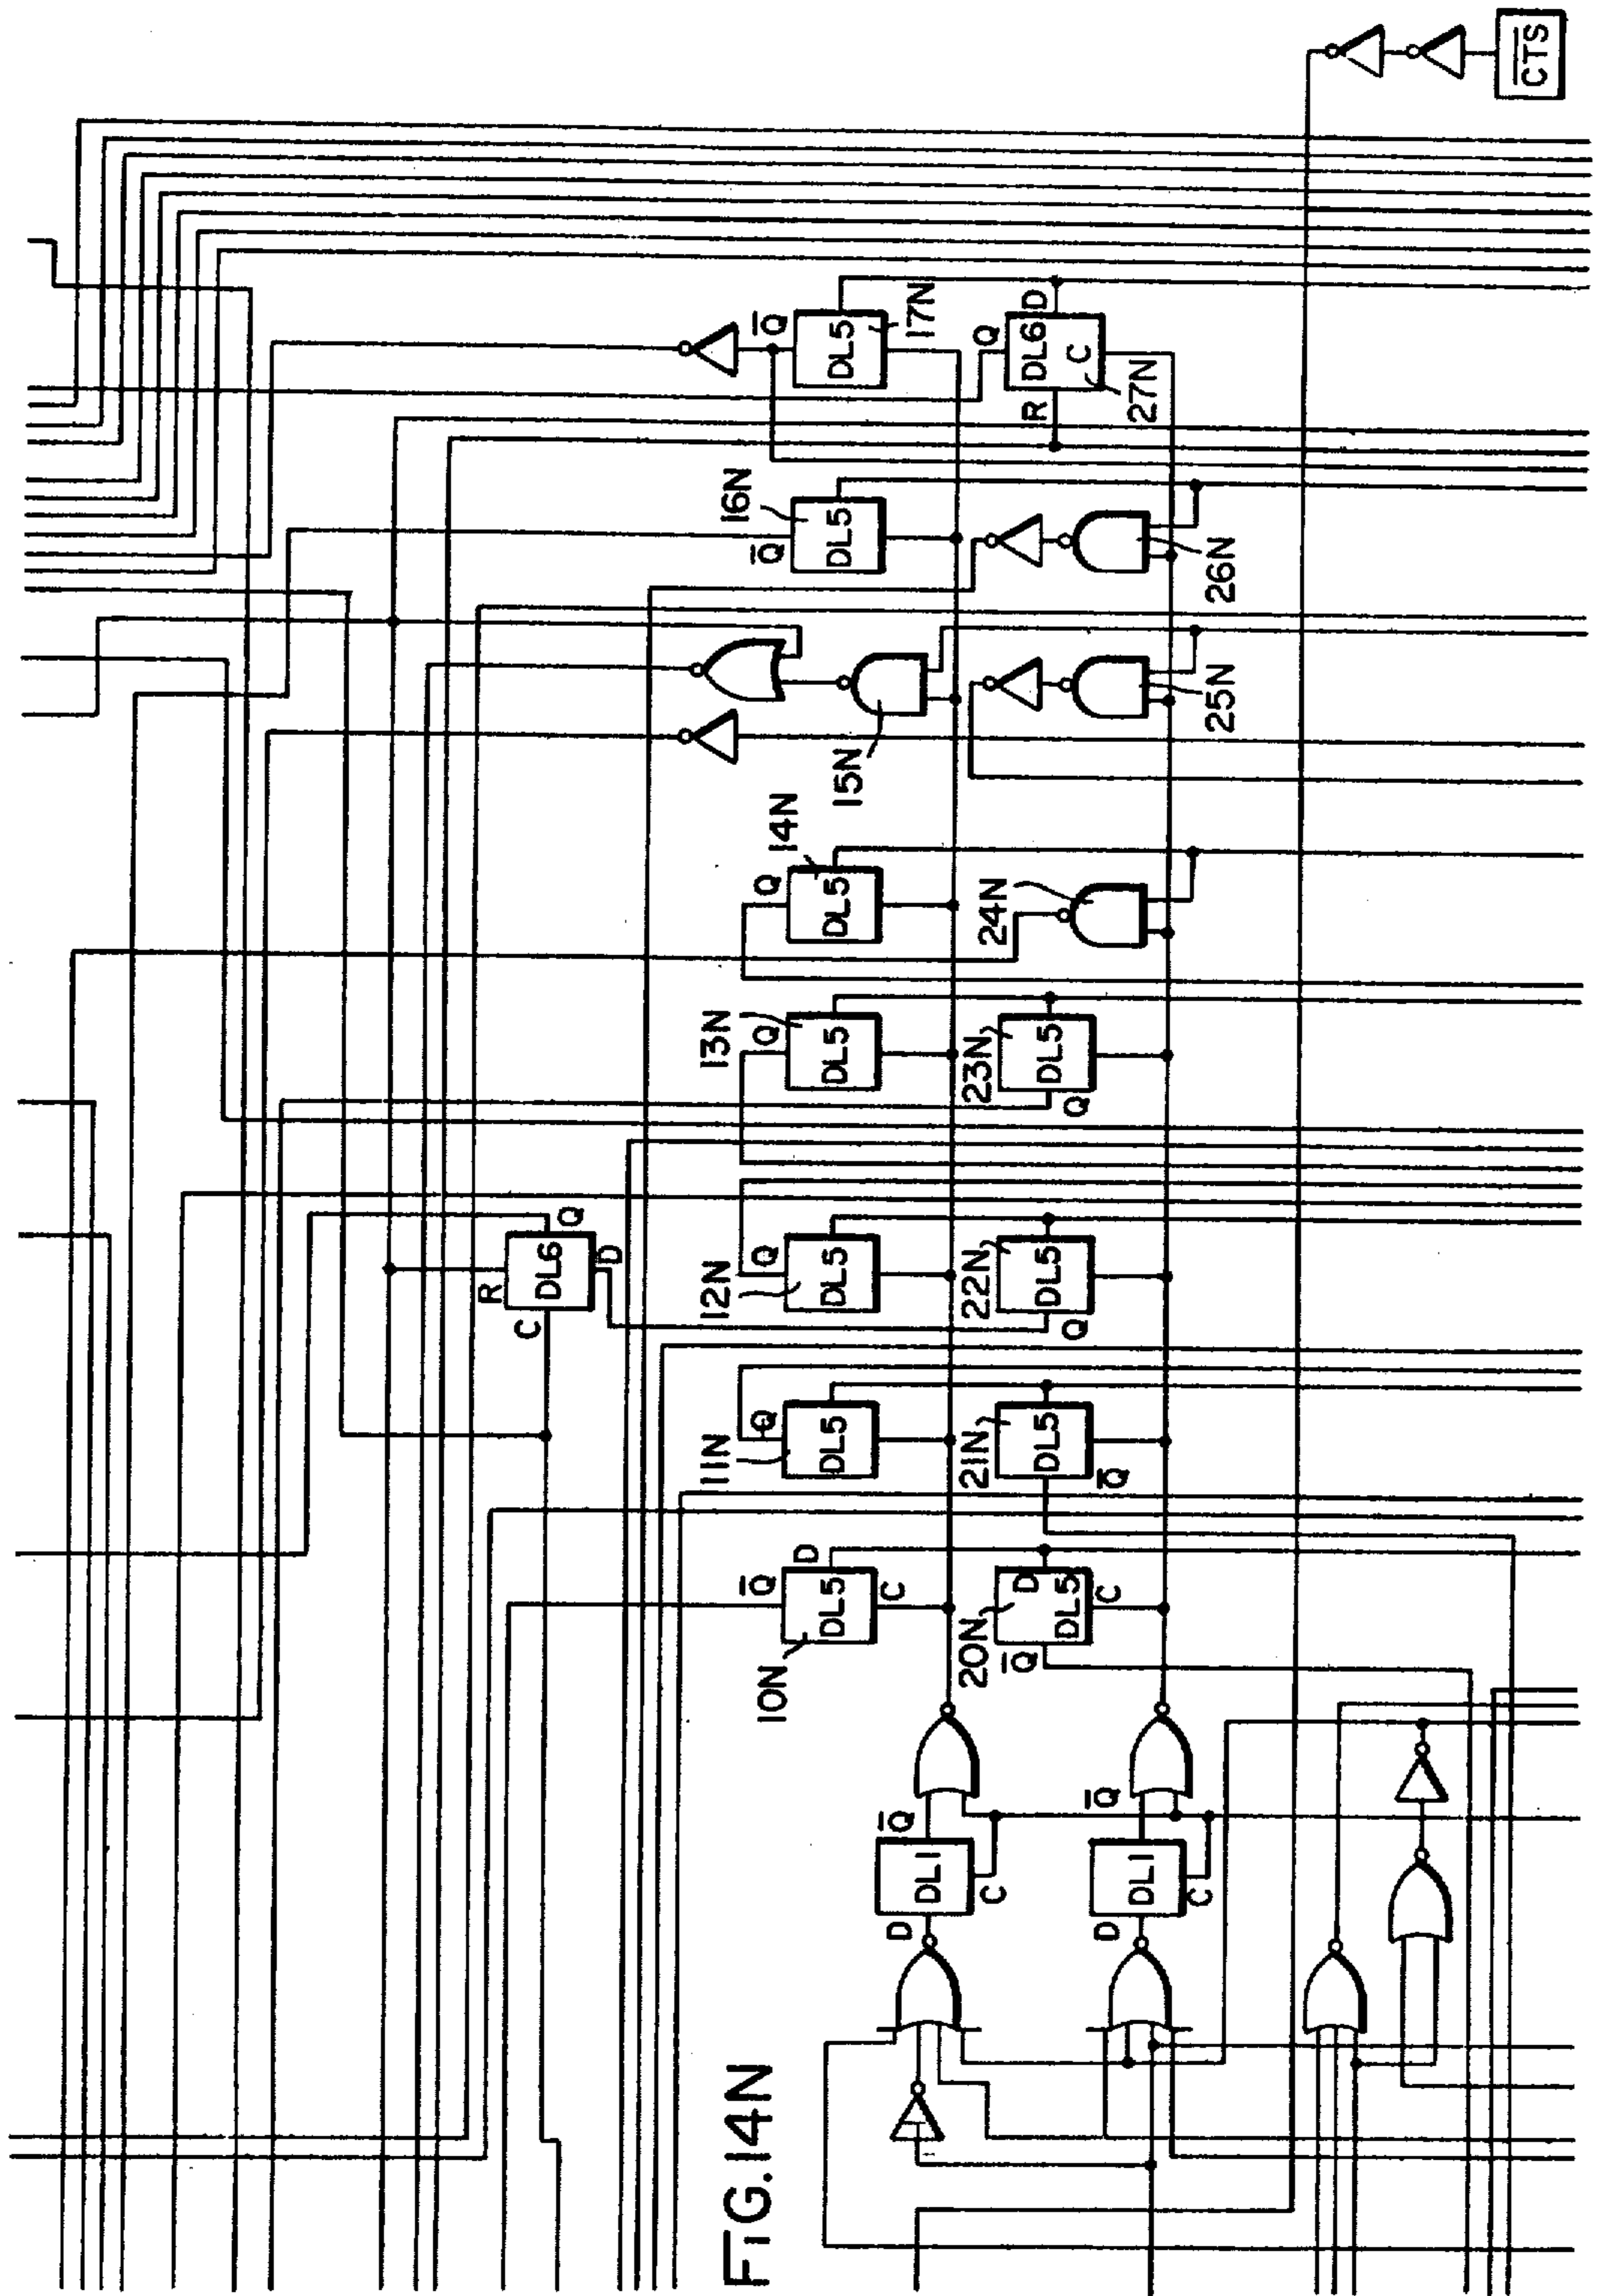 CTS
Q
DL5
17N
Q
DL6
D
C
R
27N
16N
Q
DL5
26N
15N
25N
14N
Q
DL5
24N
13N
Q
DL5
23N
DL5
Q
Q
DL6
R
D
C
12N
Q
DL5
22N
DL5
Q
11N
Q
DL5
21N
DL5
Q
Q
D
DL5
C
10N
20N
D
DL5
C
Q
Q
DL1
D
C
Q
DL1
D
C
FIG.14N